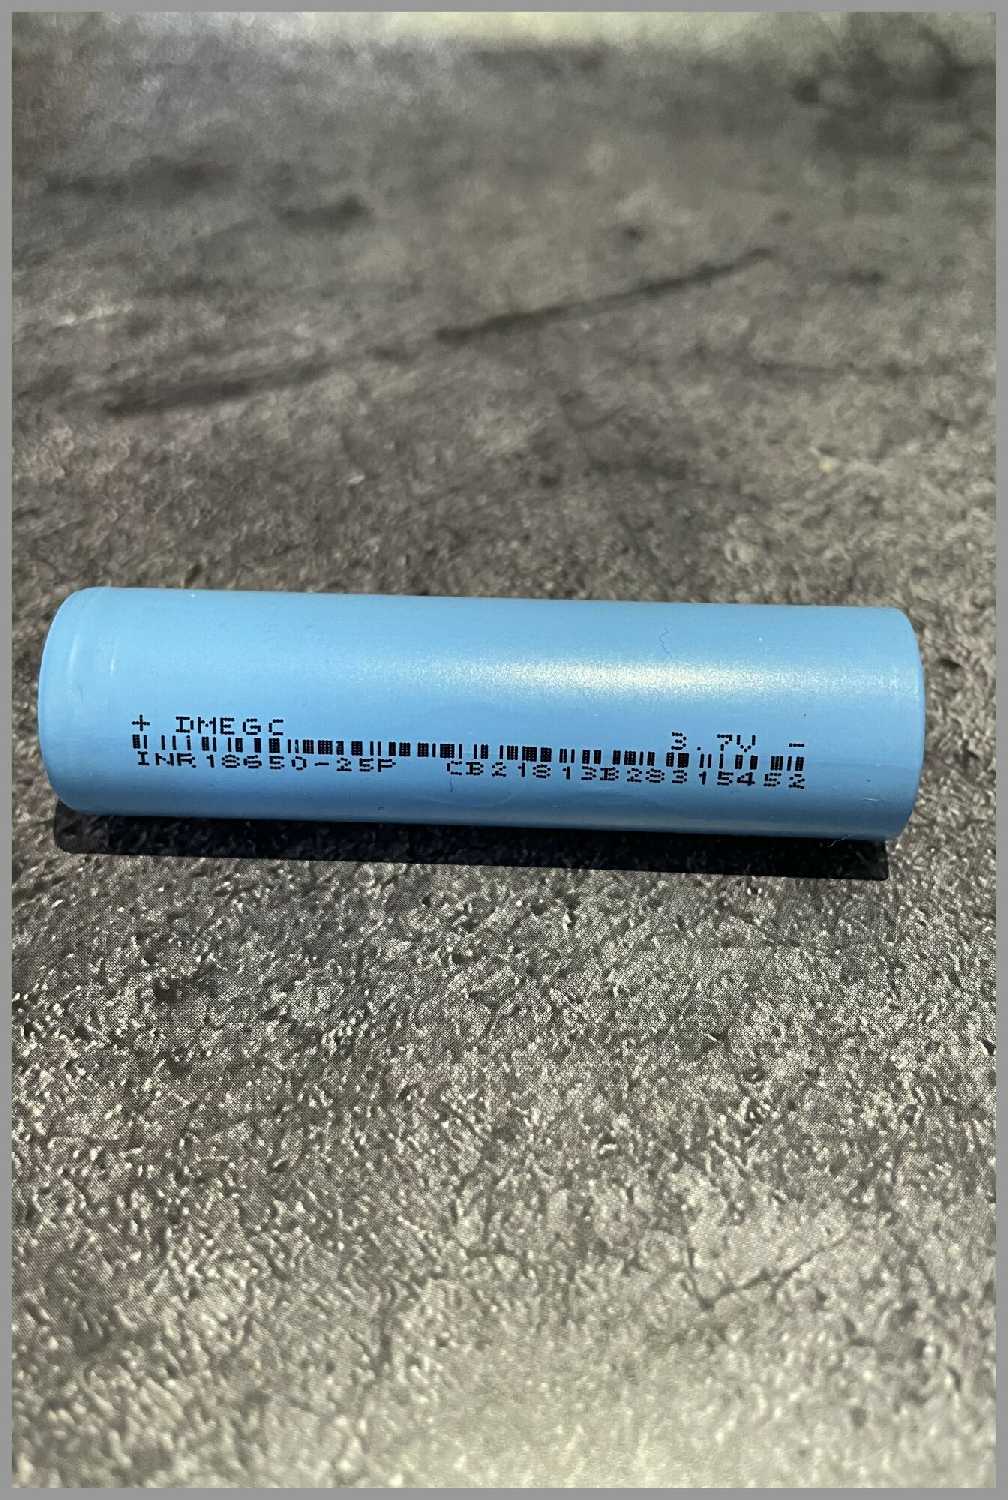 + DMEGC 3.7V -
INR18650-25P CB21813B28315452